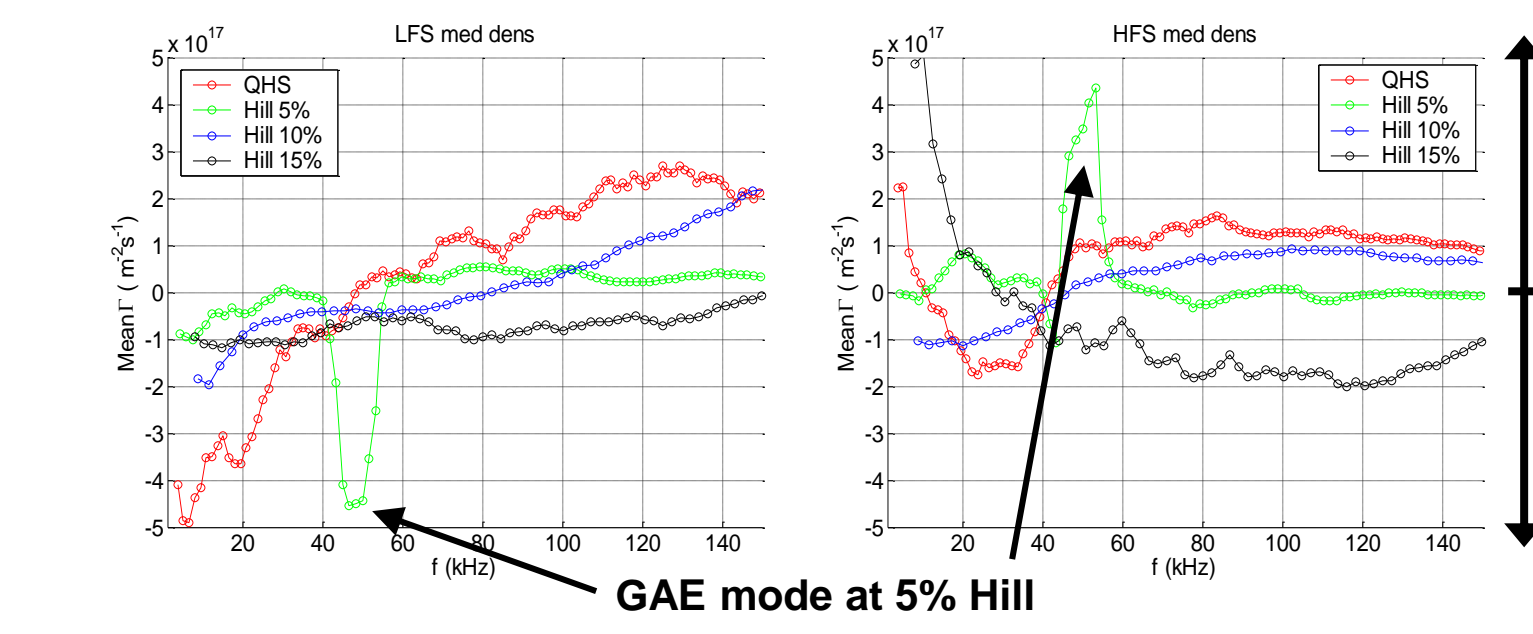 x 10^17
LFS med dens
5
4
3
2
1
0
-1
-2
-3
-4
-5
Mean Γ ( m^-2 s^-1)
QHS
Hill 5%
Hill 10%
Hill 15%
20 40 60 80 100 120 140
f (kHz)
x 10^17
HFS med dens
5
4
3
2
1
0
-1
-2
-3
-4
-5
Mean Γ ( m^-2 s^-1)
QHS
Hill 5%
Hill 10%
Hill 15%
20 40 60 80 100 120 140
f (kHz)
GAE mode at 5% Hill